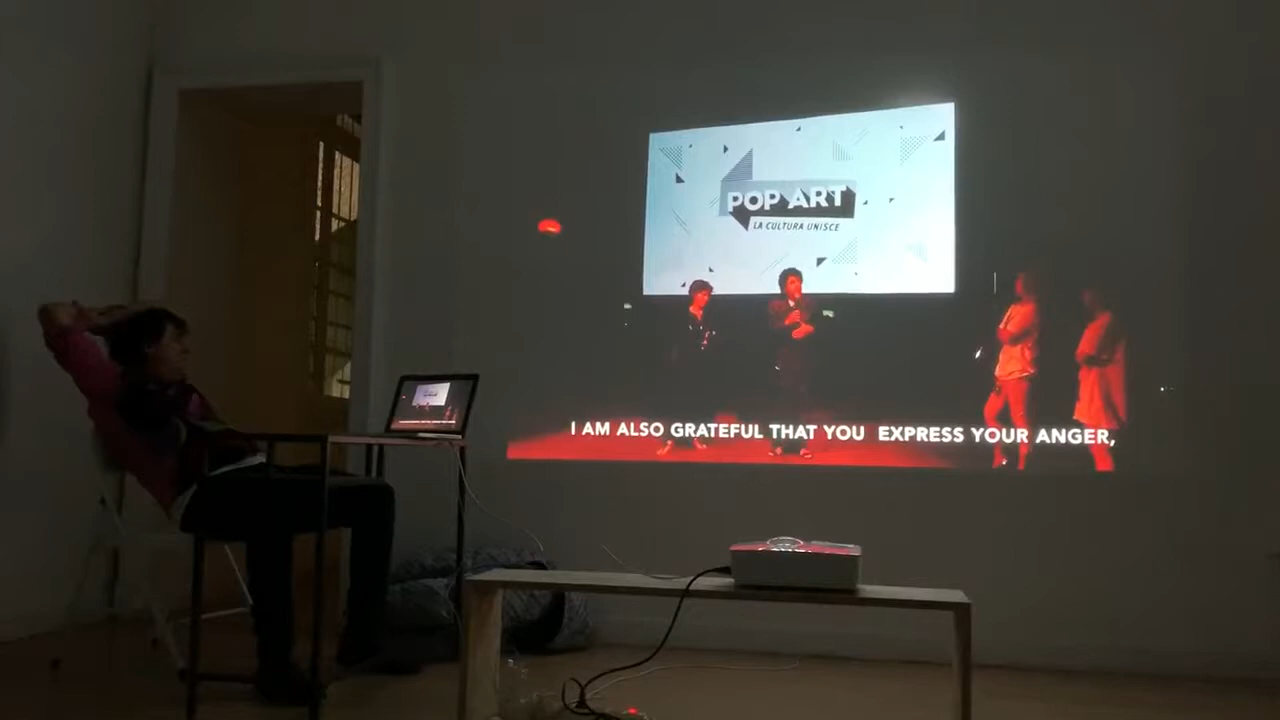 POP ART
LA CULTURA UNISCE
I AM ALSO GRATEFUL THAT YOU EXPRESS YOUR ANGER,